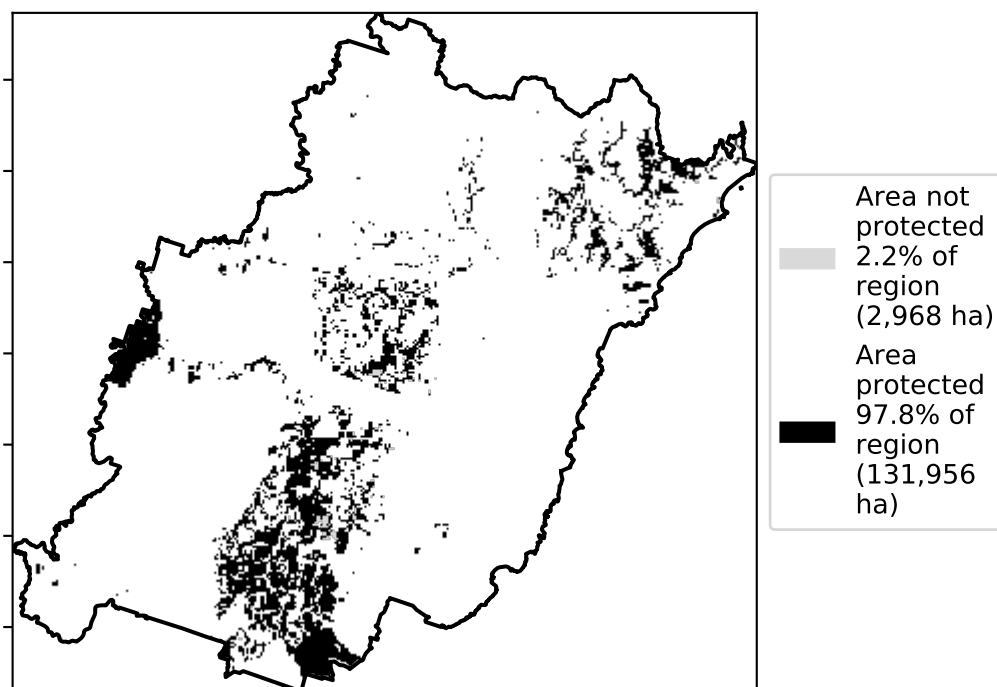 Area not
protected
2.2% of
region
(2,968 ha)
Area
protected
97.8% of
region
(131,956
ha)